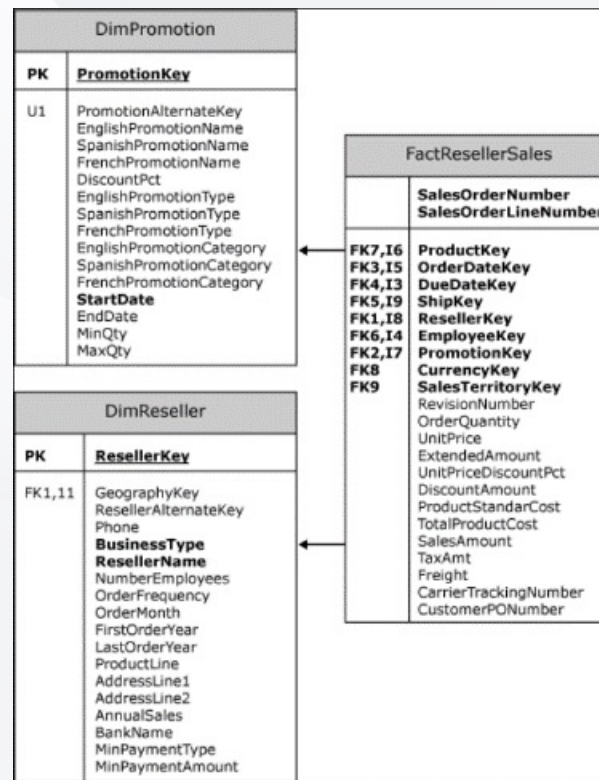 DimPromotion
PK PromotionKey
U1 PromotionAlternateKey
EnglishPromotionName
SpanishPromotionName
FrenchPromotionName
DiscountPct
EnglishPromotionType
SpanishPromotionType
FrenchPromotionType
EnglishPromotionCategory
SpanishPromotionCategory
FrenchPromotionCategory
StartDate
EndDate
MinQty
MaxQty
DimReseller
PK ResellerKey
FK1,11 GeographyKey
ResellerAlternateKey
Phone
BusinessType
ResellerName
NumberEmployees
OrderFrequency
OrderMonth
FirstOrderYear
LastOrderYear
ProductLine
AddressLine1
AddressLine2
AnnualSales
BankName
MinPaymentType
MinPaymentAmount
FactResellerSales
SalesOrderNumber
SalesOrderLineNumber
FK7,I6 ProductKey
FK3,I5 OrderDateKey
FK4,I3 DueDateKey
FK5,I9 ShipKey
FK1,I8 ResellerKey
FK6,I4 EmployeeKey
FK2,I7 PromotionKey
FK8 CurrencyKey
FK9 SalesTerritoryKey
RevisionNumber
OrderQuantity
UnitPrice
ExtendedAmount
UnitPriceDiscountPct
DiscountAmount
ProductStandarCost
TotalProductCost
SalesAmount
TaxAmt
Freight
CarrierTrackingNumber
CustomerPONumber